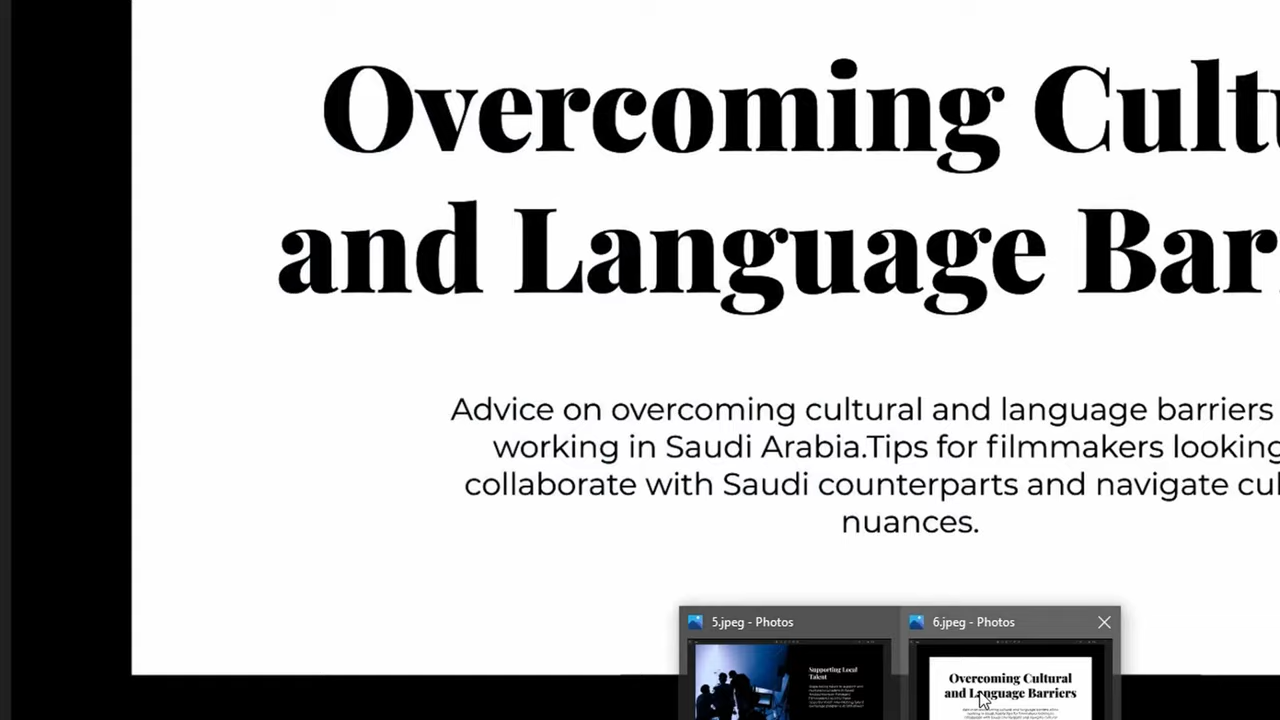 Overcoming Cultu
and Language Bar
Advice on overcoming cultural and language barriers
working in Saudi Arabia.Tips for filmmakers looking
collaborate with Saudi counterparts and navigate cul
nuances.
5.jpeg - Photos
6.jpeg - Photos
Supporting Local
Talent
Overcoming Cultural
and Language Barriers